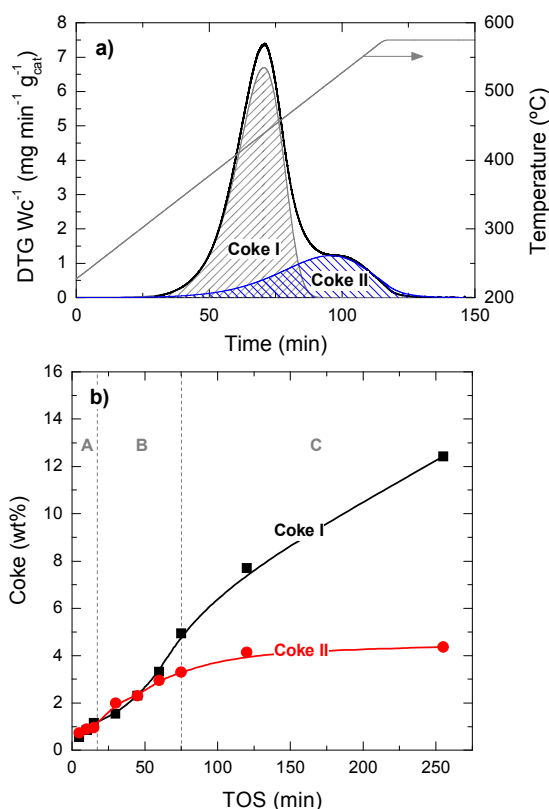 a)
8
7
6
5
4
3
2
1
0
DTG Wc⁻¹ (mg min⁻¹ g⁻¹cat)
600
500
400
300
200
Temperature (ºC)
Coke I
Coke II
0 50 100 150
Time (min)
b)
16
14
12
10
8
6
4
2
0
Coke (wt%)
A B C
Coke I
Coke II
0 50 100 150 200 250
TOS (min)